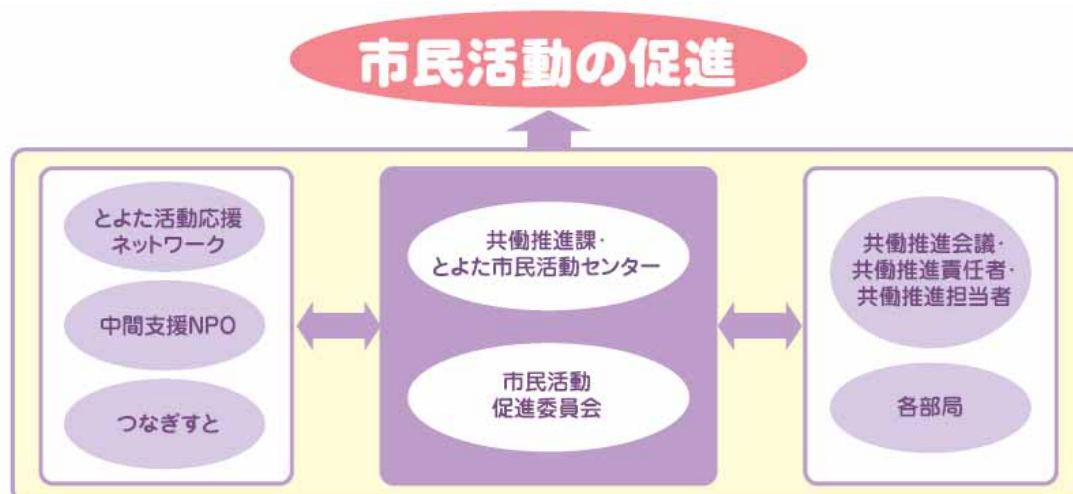 市民活動の促進
とよた活動応援
ネットワーク
中間支援NPO
つなぎすと
共働推進課・
とよた市民活動センター
市民活動
促進委員会
共働推進会議・
共働推進責任者・
共働推進担当者
各部局